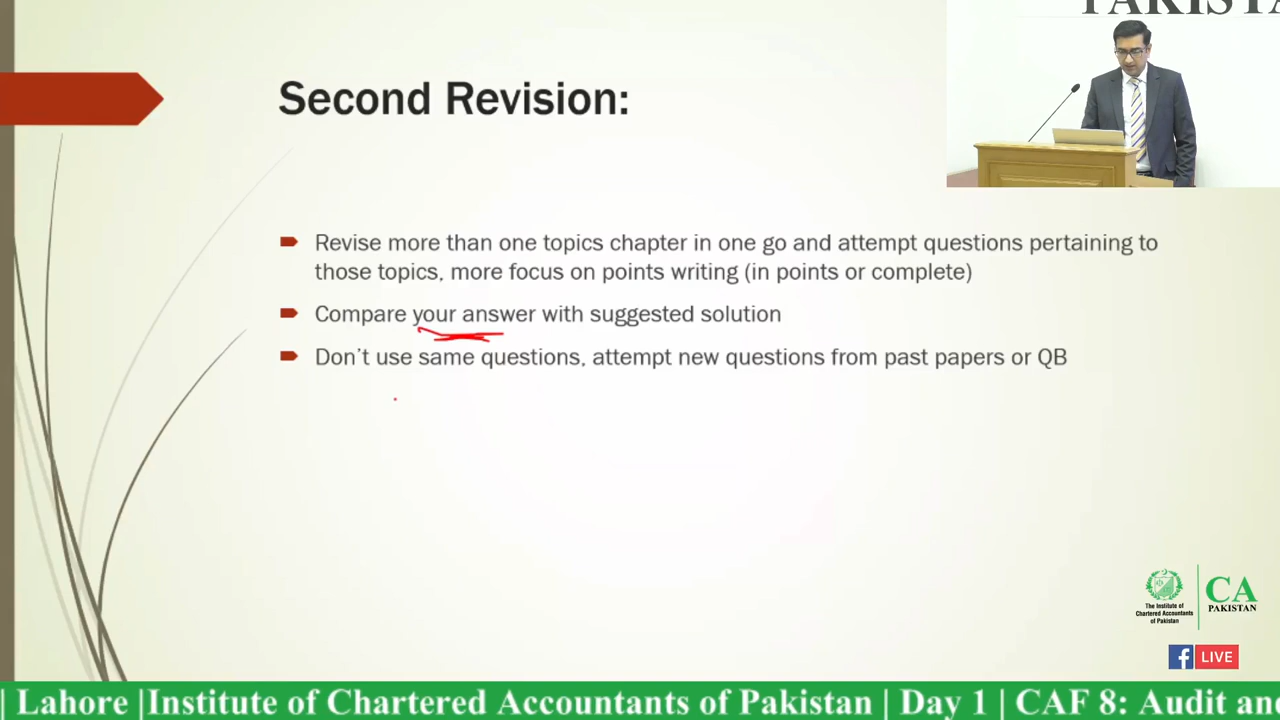 PAKISTA
Second Revision:
Revise more than one topics chapter in one go and attempt questions pertaining to
those topics, more focus on points writing (in points or complete)
Compare your answer with suggested solution
Don't use same questions, attempt new questions from past papers or QB
The Institute of
Chartered Accountants
of Pakistan
CA
PAKISTAN
f LIVE
| Lahore |Institute of Chartered Accountants of Pakistan | Day 1 | CAF 8: Audit and